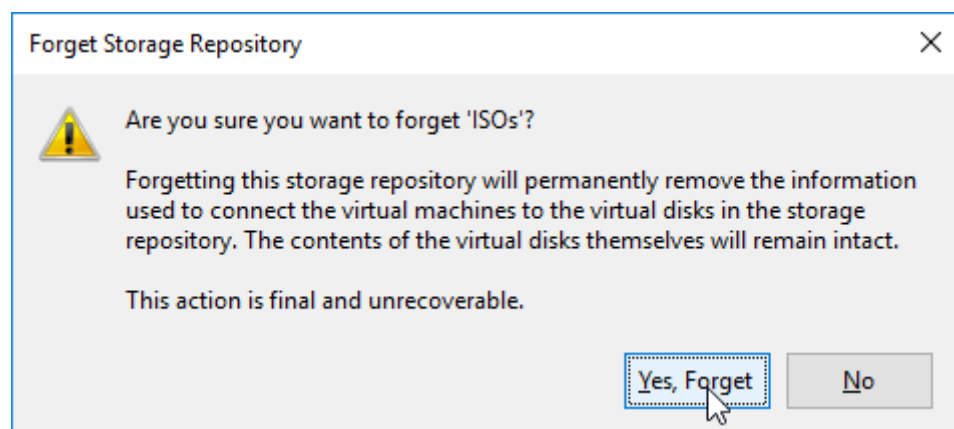 Forget Storage Repository
Are you sure you want to forget 'ISOs'?
Forgetting this storage repository will permanently remove the information
used to connect the virtual machines to the virtual disks in the storage
repository. The contents of the virtual disks themselves will remain intact.
This action is final and unrecoverable.
Yes, Forget No